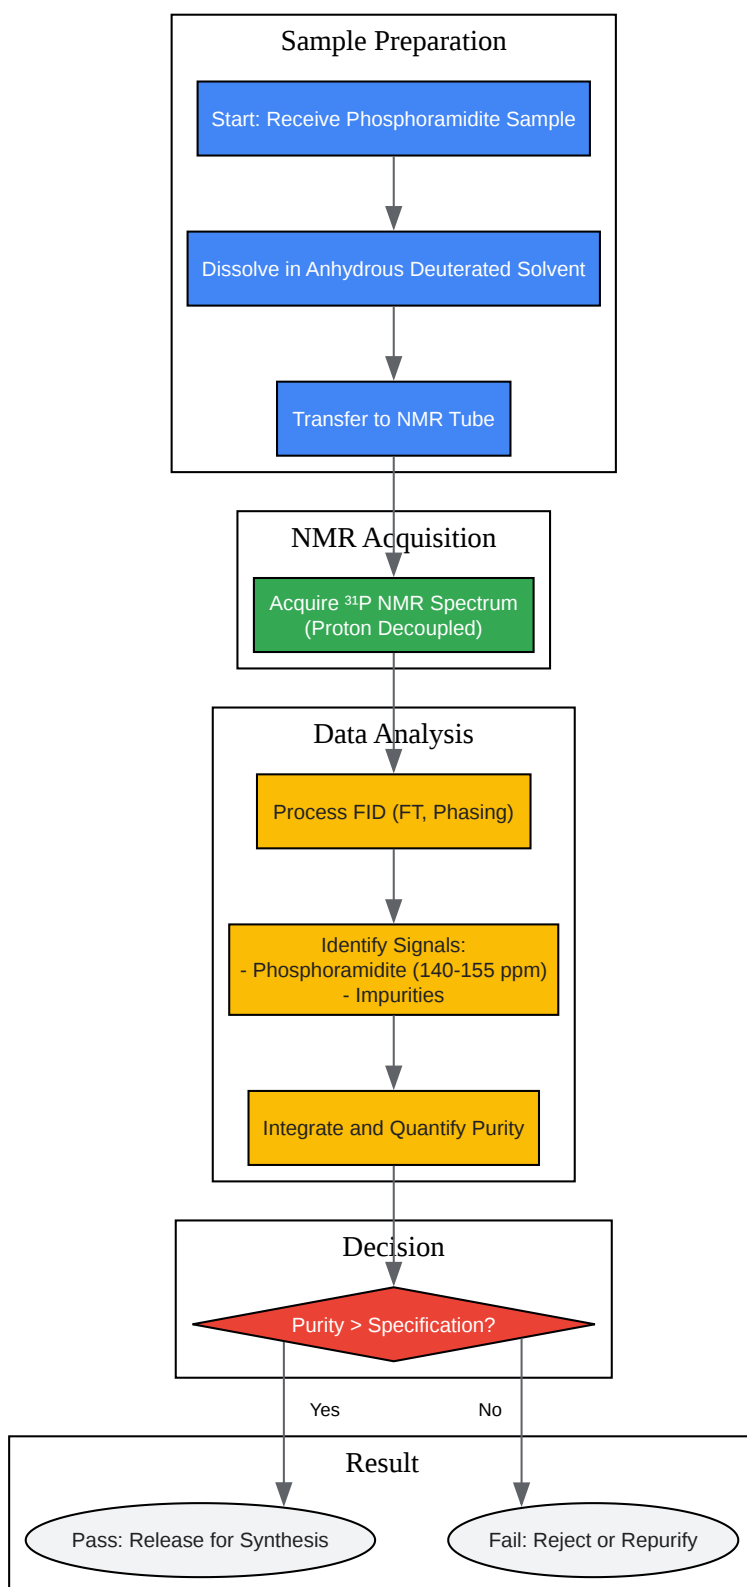 Sample Preparation
Start: Receive Phosphoramidite Sample
Dissolve in Anhydrous Deuterated Solvent
Transfer to NMR Tube
NMR Acquisition
Acquire ³¹P NMR Spectrum
(Proton Decoupled)
Data Analysis
Process FID (FT, Phasing)
Identify Signals:
- Phosphoramidite (140-155 ppm)
- Impurities
Integrate and Quantify Purity
Decision
Purity > Specification?
Yes
No
Result
Pass: Release for Synthesis
Fail: Reject or Repurify